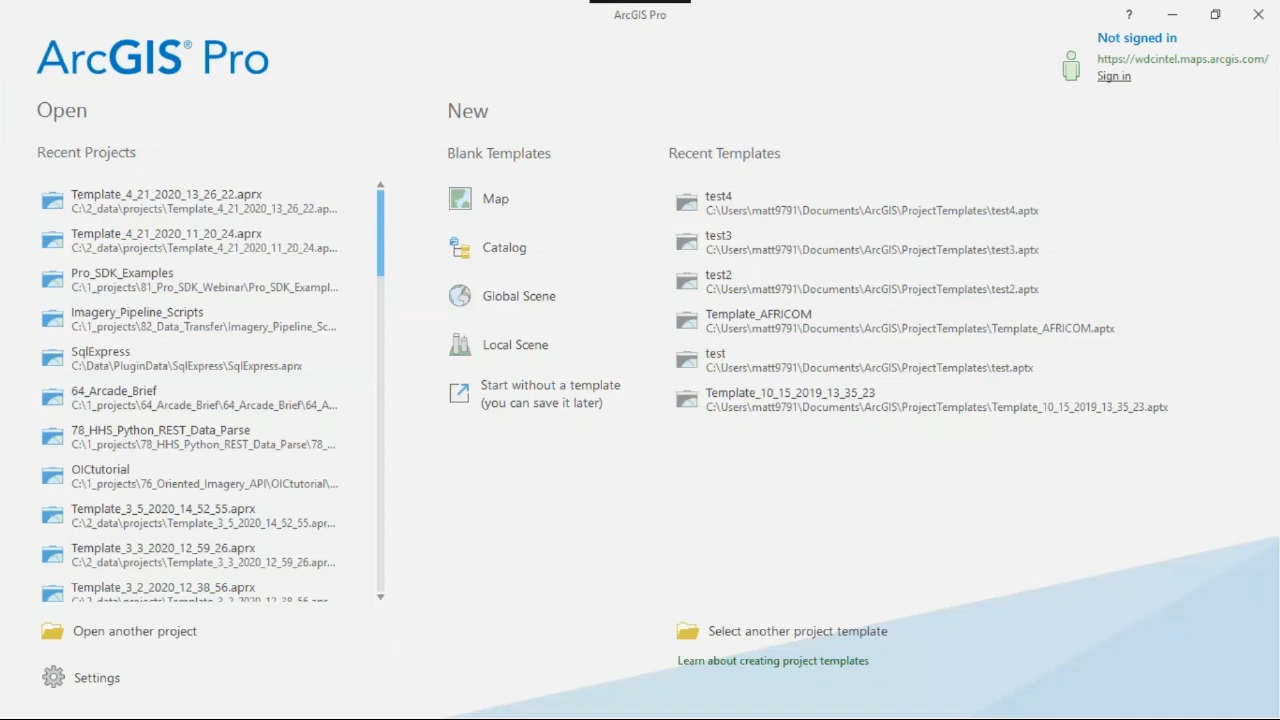 ArcGIS Pro
?
Not signed in
https://wdcintel.maps.arcgis.com/
Sign in
ArcGIS® Pro
Open
Recent Projects
Template_4_21_2020_13_26_22.aprx
C:\2_data\projects\Template_4_21_2020_13_26_22.ap...
Template_4_21_2020_11_20_24.aprx
C:\2_data\projects\Template_4_21_2020_11_20_24.ap...
Pro_SDK_Examples
C:\1_projects\81_Pro_SDK_Webinar\Pro_SDK_Exampl...
Imagery_Pipeline_Scripts
C:\1_projects\82_Data_Transfer\Imagery_Pipeline_Sc...
SqlExpress
C:\Data\PluginData\SqlExpress\SqlExpress.aprx
64_Arcade_Brief
C:\1_projects\64_Arcade_Brief\64_Arcade_Brief\64_A...
78_HHS_Python_REST_Data_Parse
C:\1_projects\78_HHS_Python_REST_Data_Parse\78_...
OICtutorial
C:\1_projects\76_Oriented_Imagery_API\OICtutorial\...
Template_3_5_2020_14_52_55.aprx
C:\2_data\projects\Template_3_5_2020_14_52_55.apr...
Template_3_3_2020_12_59_26.aprx
C:\2_data\projects\Template_3_3_2020_12_59_26.apr...
Template_3_2_2020_12_38_56.aprx
C:\2_data\projects\Template_3_2_2020_12_38_56.apr...
Open another project
Settings
New
Blank Templates
Map
Catalog
Global Scene
Local Scene
Start without a template
(you can save it later)
Recent Templates
test4
C:\Users\matt9791\Documents\ArcGIS\ProjectTemplates\test4.aptx
test3
C:\Users\matt9791\Documents\ArcGIS\ProjectTemplates\test3.aptx
test2
C:\Users\matt9791\Documents\ArcGIS\ProjectTemplates\test2.aptx
Template_AFRICOM
C:\Users\matt9791\Documents\ArcGIS\ProjectTemplates\Template_AFRICOM.aptx
test
C:\Users\matt9791\Documents\ArcGIS\ProjectTemplates\test.aptx
Template_10_15_2019_13_35_23
C:\Users\matt9791\Documents\ArcGIS\ProjectTemplates\Template_10_15_2019_13_35_23.aptx
Select another project template
Learn about creating project templates